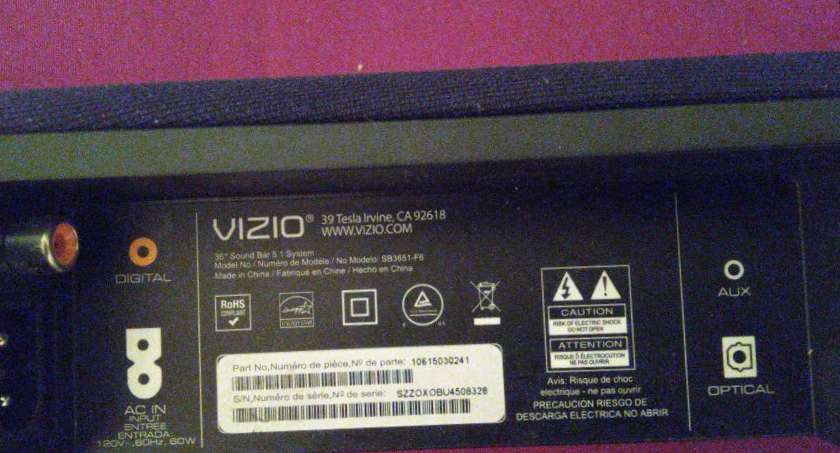 DIGITAL
AC IN
INPUT
ENTREE
ENTRADA
120V~,60Hz, 60W
VIZIO®
39 Tesla Irvine, CA 92618
WWW.VIZIO.COM
36" Sound Bar 5.1 System
Model No / Numéro de Modèle / No Modelo: SB3651-F6
Made in China / Fabriqué en Chine / Hecho en China
RoHS
COMPLIANT
ENERGY STAR
Part No,Numéro de pièce,Nº de parte: 10615030241
S/N,Numéro de série,Nº de serie: SZZOXOBU4508328
CAUTION
RISK OF ELECTRIC SHOCK
DO NOT OPEN
ATTENTION
RISQUE D'ÉLECTROCUTION
NE PAS OUVRIR
Avis: Risque de choc
electrique - ne pas ouvrir
PRECAUCIÓN RIESGO DE
DESCARGA ELECTRICA NO ABRIR
AUX
OPTICAL